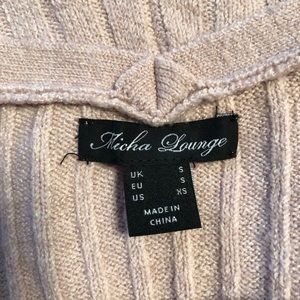 Micha Lounge
UK S
EU S
US XS
MADE IN
CHINA